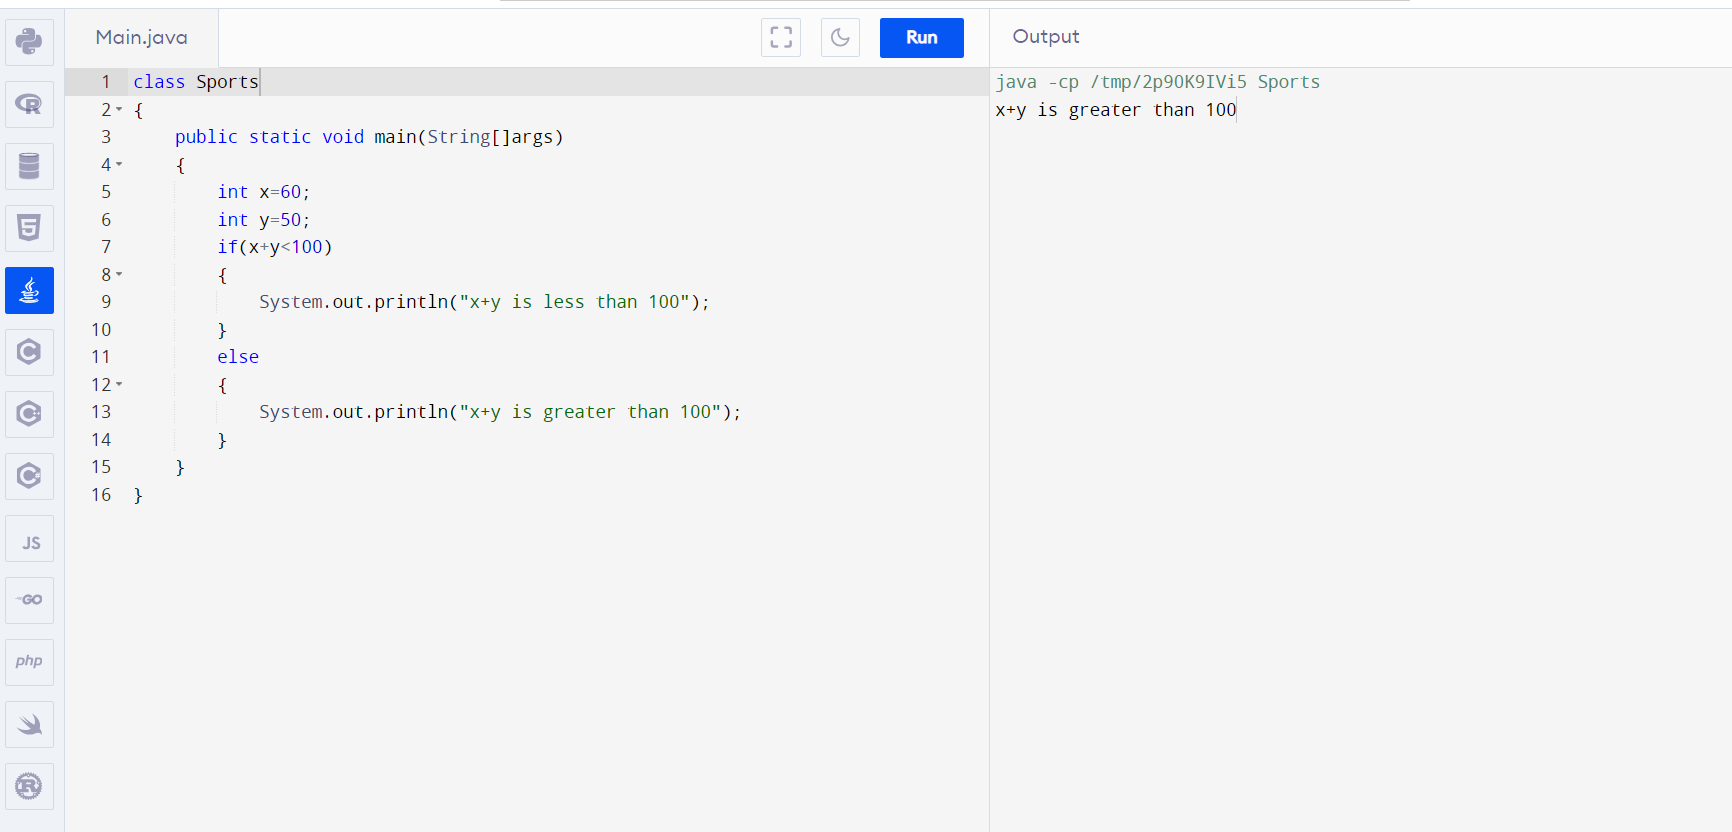 Main.java
Run
Output
1 class Sports
2 {
3     public static void main(String[]args)
4     {
5         int x=60;
6         int y=50;
7         if(x+y<100)
8         {
9             System.out.println("x+y is less than 100");
10         }
11         else
12         {
13             System.out.println("x+y is greater than 100");
14         }
15     }
16 }
java -cp /tmp/2p9OK9IVi5 Sports
x+y is greater than 100
R
5
C
C
C
JS
GO
php
R